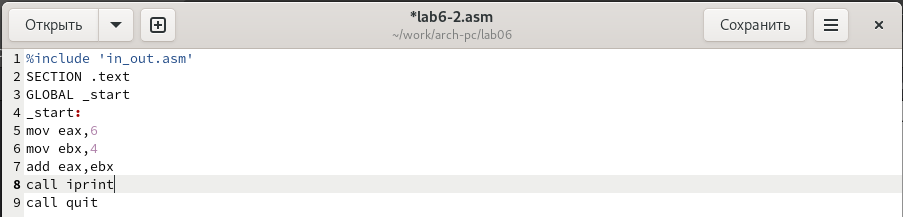 Открыть
*lab6-2.asm
~/work/arch-pc/lab06
Сохранить
1 %include 'in_out.asm'
2 SECTION .text
3 GLOBAL _start
4 _start:
5 mov eax,6
6 mov ebx,4
7 add eax,ebx
8 call iprint
9 call quit